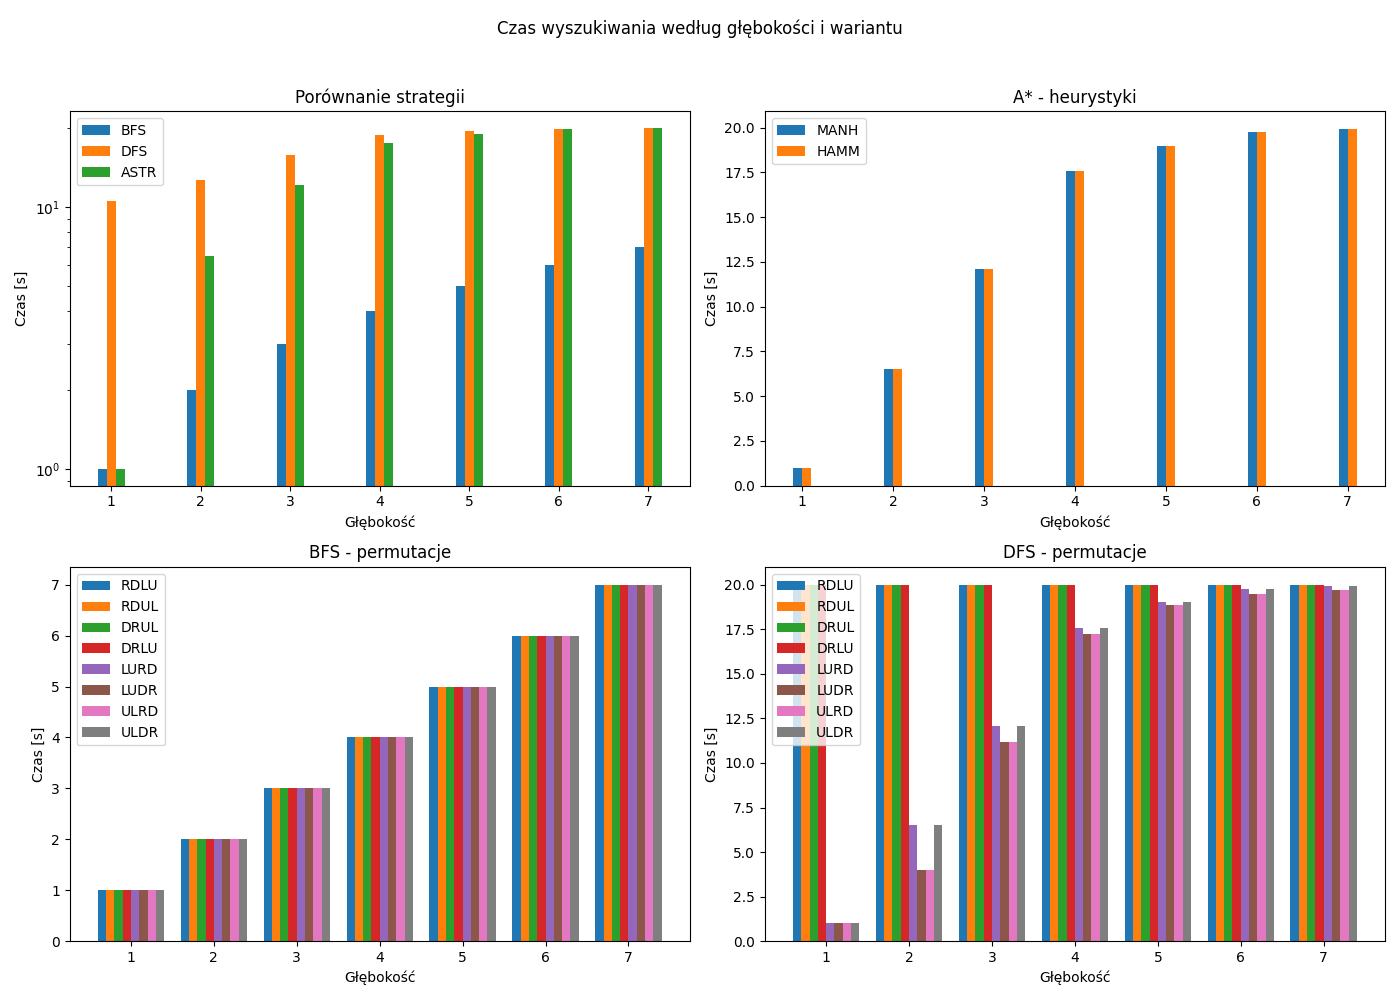 Czas wyszukiwania według głębokości i wariantu
Porównanie strategii
BFS
DFS
ASTR
10¹
10⁰
Czas [s]
1 2 3 4 5 6 7
Głębokość
A* - heurystyki
MANH
HAMM
20.0
17.5
15.0
12.5
10.0
7.5
5.0
2.5
0.0
Czas [s]
1 2 3 4 5 6 7
Głębokość
BFS - permutacje
RDLU
RDUL
DRUL
DRLU
LURD
LUDR
ULRD
ULDR
7
6
5
4
3
2
1
0
Czas [s]
1 2 3 4 5 6 7
Głębokość
DFS - permutacje
RDLU
RDUL
DRUL
DRLU
LURD
LUDR
ULRD
ULDR
20.0
17.5
15.0
12.5
10.0
7.5
5.0
2.5
0.0
Czas [s]
1 2 3 4 5 6 7
Głębokość